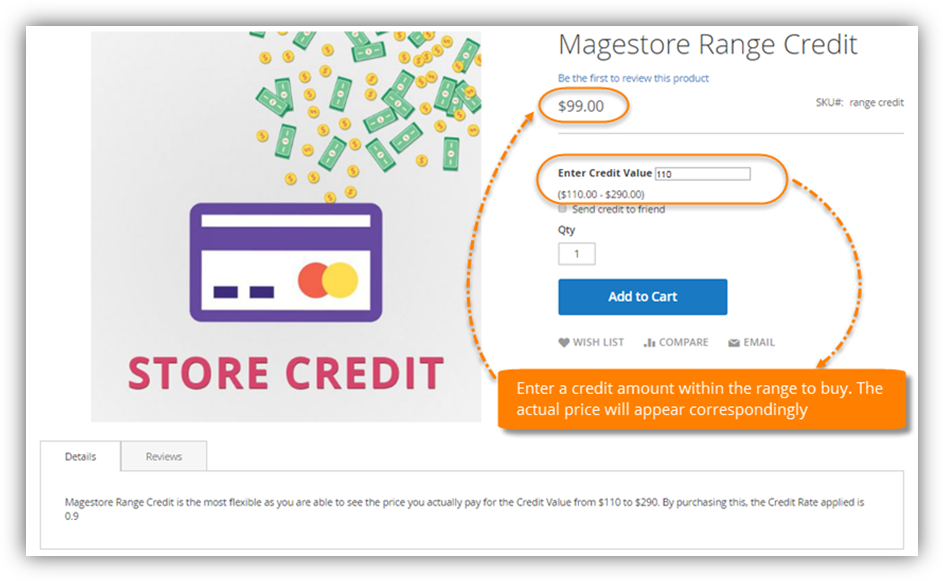 Magestore Range Credit
Be the first to review this product
$99.00
SKU#: range credit
Enter Credit Value 110
($110.00 - $290.00)
Send credit to friend
Qty
1
Add to Cart
WISH LIST
COMPARE
EMAIL
STORE CREDIT
Enter a credit amount within the range to buy. The
actual price will appear correspondingly
Details
Reviews
Magestore Range Credit is the most flexible as you are able to see the price you actually pay for the Credit Value from $110 to $290. By purchasing this, the Credit Rate applied is
0.9